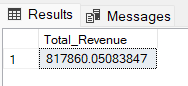 Results Messages
Total_Revenue
1 817860.05083847